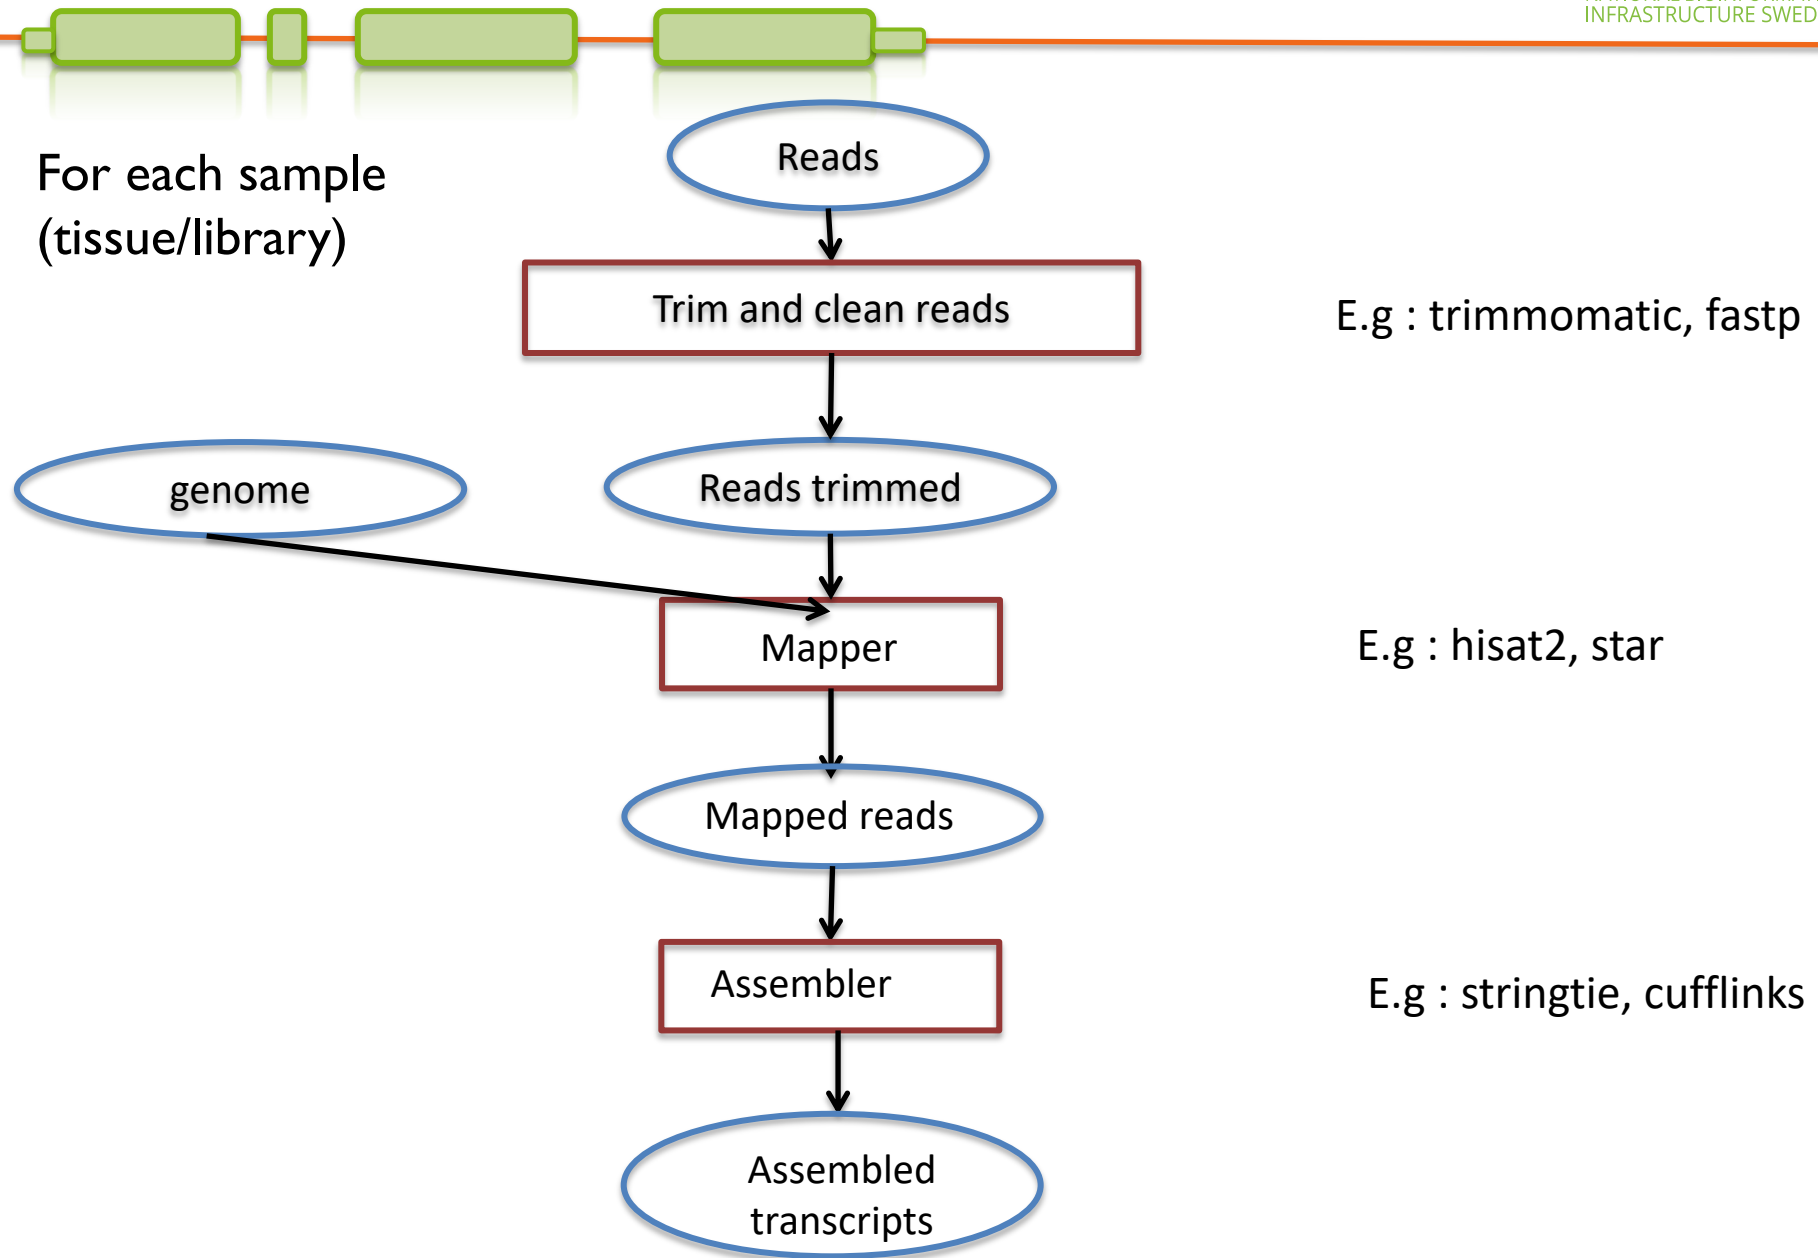 INFRASTRUCTURE SWED
For each sample
(tissue/library)
Reads
Trim and clean reads
E.g : trimmomatic, fastp
genome
Reads trimmed
Mapper
E.g : hisat2, star
Mapped reads
Assembler
E.g : stringtie, cufflinks
Assembled
transcripts